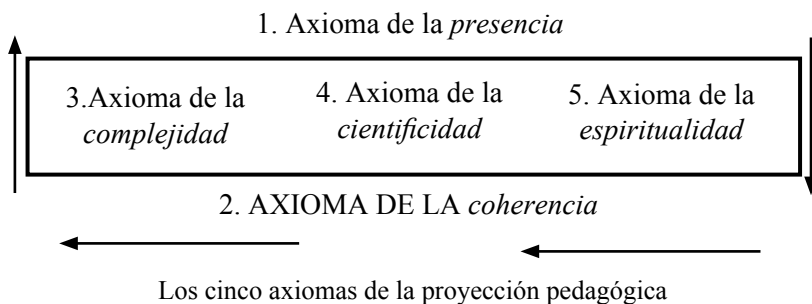 1. Axioma de la presencia
3.Axioma de la
complejidad
4. Axioma de la
cientificidad
5. Axioma de la
espiritualidad
2. AXIOMA DE LA coherencia
Los cinco axiomas de la proyección pedagógica